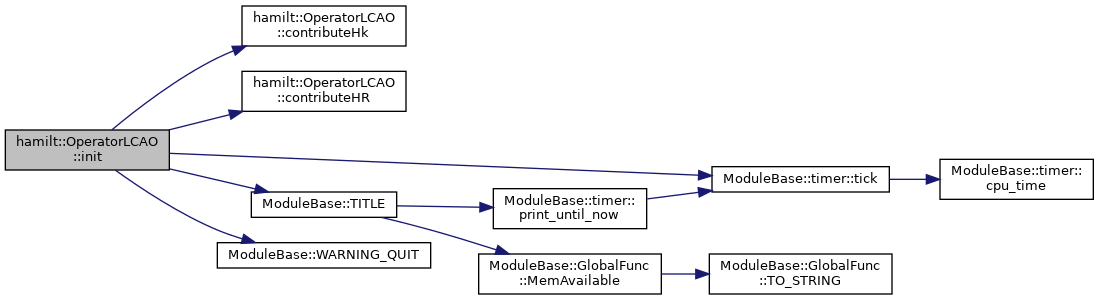 hamilt::OperatorLCAO
::init
hamilt::OperatorLCAO
::contributeHk
hamilt::OperatorLCAO
::contributeHR
ModuleBase::TITLE
ModuleBase::WARNING_QUIT
ModuleBase::timer::
print_until_now
ModuleBase::GlobalFunc
::MemAvailable
ModuleBase::timer::tick
ModuleBase::GlobalFunc
::TO_STRING
ModuleBase::timer::
cpu_time